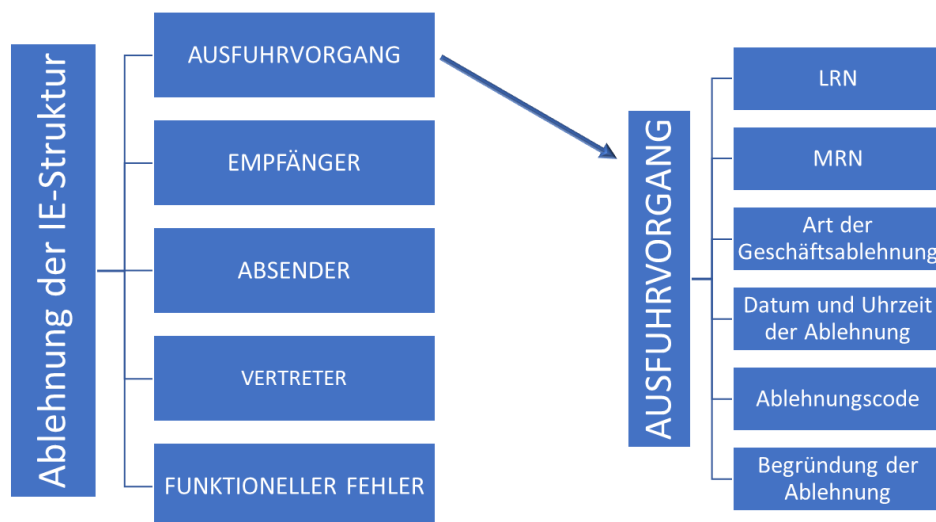 Ablehnung der IE-Struktur
AUSFUHRVORGANG
EMPFÄNGER
ABSENDER
VERTRETER
FUNKTIONELLER FEHLER
AUSFUHRVORGANG
LRN
MRN
Art der
Geschäftsablehnung
Datum und Uhrzeit
der Ablehnung
Ablehnungscode
Begründung der
Ablehnung